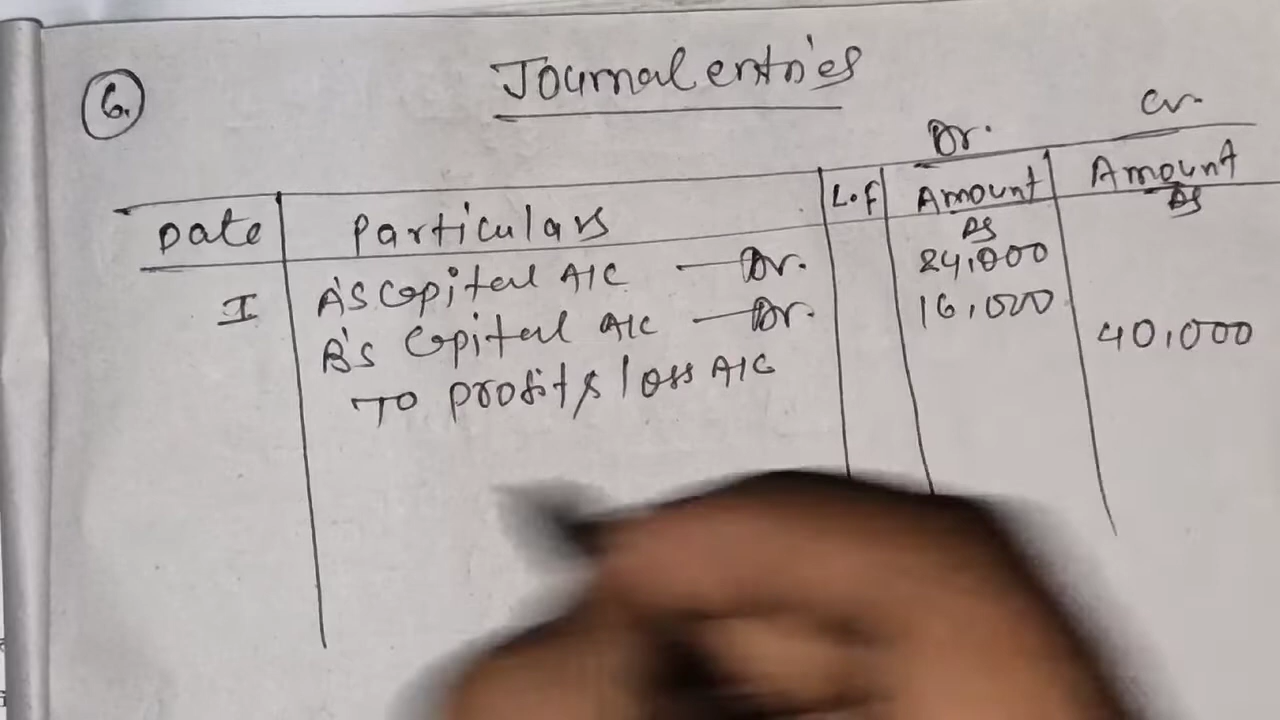 6.
Journal entries
Dr. Cr.
Date Particulars L.F Amount Amount
Rs Rs
I A's Capital A/C — Dr. 24,000
B's Capital A/C — Dr. 16,000
To profit & loss A/C 40,000